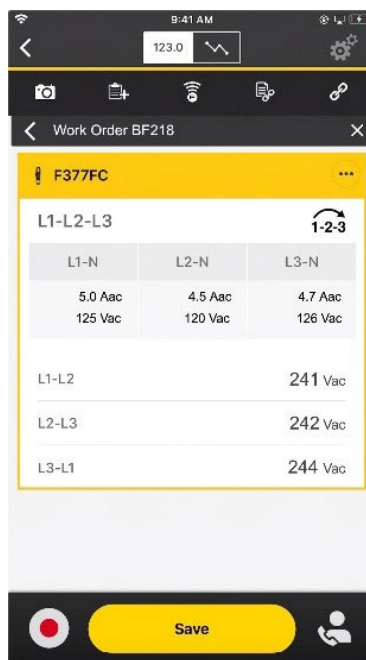 9:41 AM
123.0
Work Order BF218
F377FC
L1-L2-L3
1-2-3
L1-N L2-N L3-N
5.0 Aac 4.5 Aac 4.7 Aac
125 Vac 120 Vac 126 Vac
L1-L2 241 Vac
L2-L3 242 Vac
L3-L1 244 Vac
Save